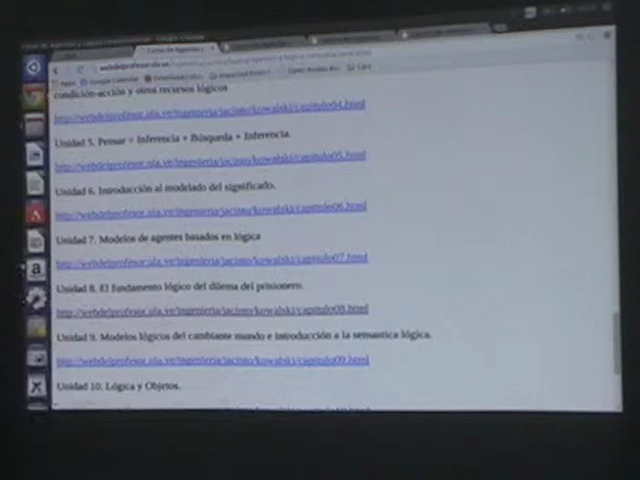 condición-acción y otros recursos lógicos
http://webdelprofesor.ula.ve/ingenieria/jacinto/kowalski/capitulo04.html
Unidad 5. Pensar = Inferencia + Búsqueda + Inferencia.
http://webdelprofesor.ula.ve/ingenieria/jacinto/kowalski/capitulo05.html
Unidad 6. Introducción al modelado del significado.
http://webdelprofesor.ula.ve/ingenieria/jacinto/kowalski/capitulo06.html
Unidad 7. Modelos de agentes basados en lógica
http://webdelprofesor.ula.ve/ingenieria/jacinto/kowalski/capitulo07.html
Unidad 8. El fundamento lógico del dilema del prisionero.
http://webdelprofesor.ula.ve/ingenieria/jacinto/kowalski/capitulo08.html
Unidad 9. Modelos lógicos del cambiante mundo e introducción a la semantica lógica.
http://webdelprofesor.ula.ve/ingenieria/jacinto/kowalski/capitulo09.html
Unidad 10. Lógica y Objetos.